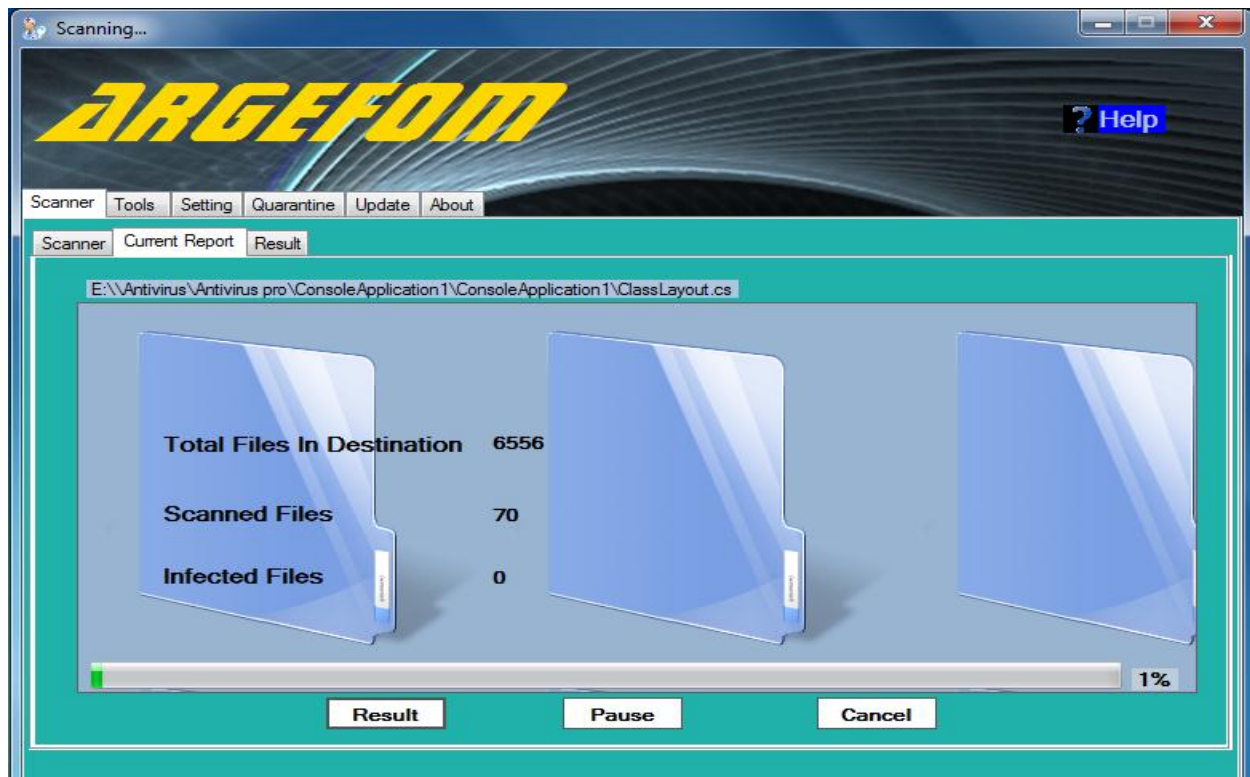 Scanning...
ARGEFOM
? Help
Scanner Tools Setting Quarantine Update About
Scanner Current Report Result
E:\\Antivirus\Antivirus pro\ConsoleApplication1\ConsoleApplication1\ClassLayout.cs
Total Files In Destination 6556
Scanned Files 70
Infected Files 0
1%
Result Pause Cancel